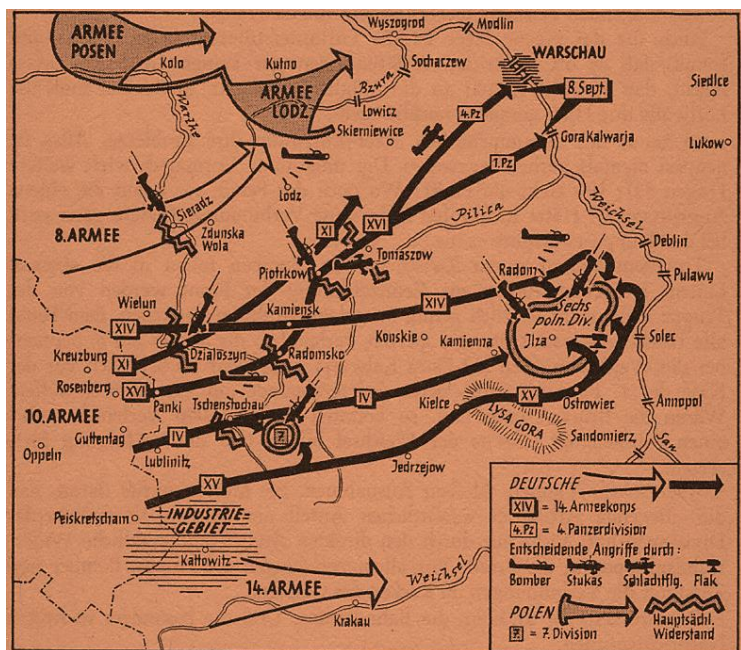 ARMEE
POSEN
Kolo
Kutno
Wyszogrod
Modlin
Sochaczew
WARSCHAU
8. Sept.
Siedlce
Lukow
ARMEE
LODZ
Bzura
Lowicz
Skierniewice
Warthe
4.Pz
1.Pz
Gora Kalwarja
Lodz
Sieradz
8. ARMEE
Zdunska
Wola
XI
XVI
Pilica
Weichsel
Deblin
Pulawy
Tomaszow
Piotrkow
Radom
Wielun
Kamiensk
XIV
XIV
XIV
Sechs
poln. Div.
Jlza
Solec
Konskie
Kamienna
Kreuzburg
XI
Dzialoszyn
Radomsko
Rosenberg
XVI
Panki
Tschenstochau
IV
Kielce
XV
LYSA GORA
Ostrowiec
Annopol
Sandomierz
San
10. ARMEE
Guttentag
Oppeln
IV
7.
Lublinitz
XV
Jedrzejow
Peiskretscham
INDUSTRIE-
GEBIET
Kattowitz
14. ARMEE
Weichsel
Krakau
DEUTSCHE
XIV = 14. Armeekorps
4.Pz = 4. Panzerdivision
Entscheidende Angriffe durch:
Bomber Stukas Schlachtflg. Flak
POLEN
7. = 7. Division
Hauptsächl.
Widerstand